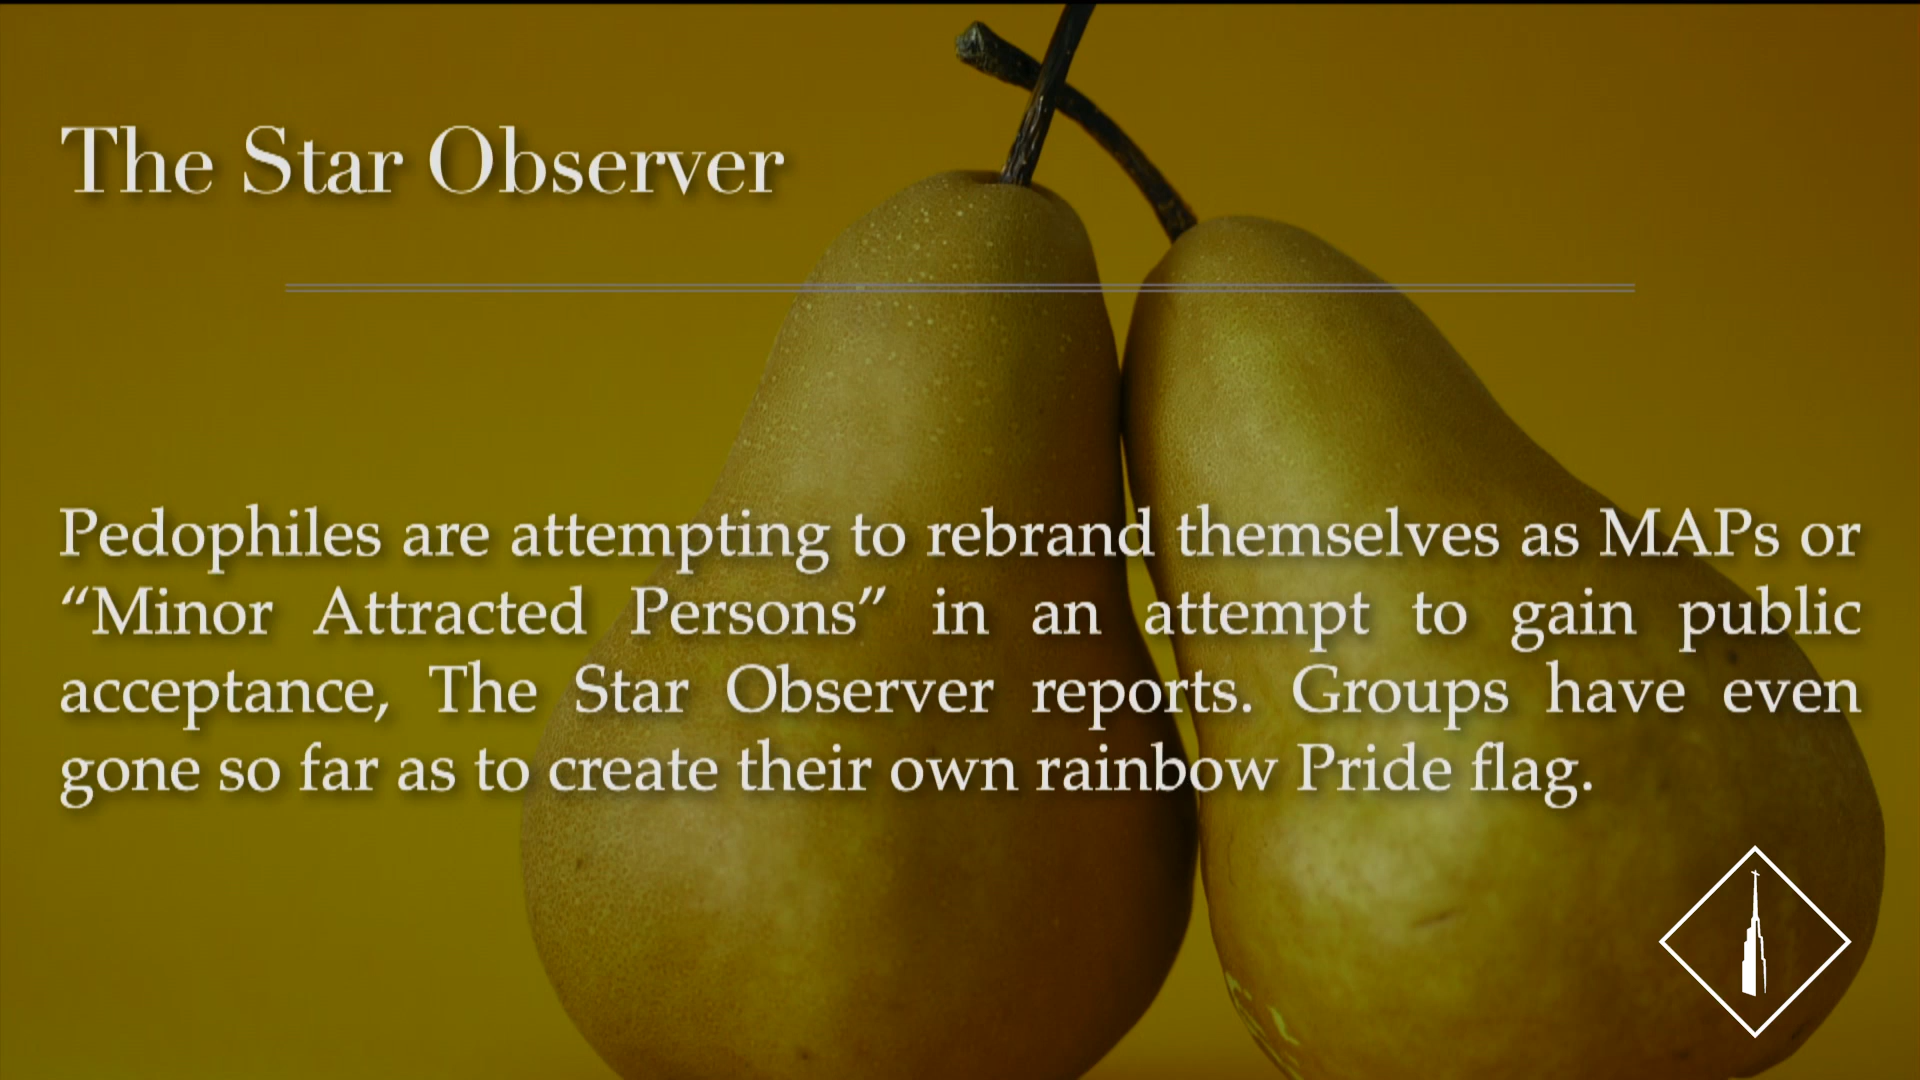 The Star Observer
Pedophiles are attempting to rebrand themselves as MAPs or
“Minor Attracted Persons” in an attempt to gain public
acceptance, The Star Observer reports. Groups have even
gone so far as to create their own rainbow Pride flag.